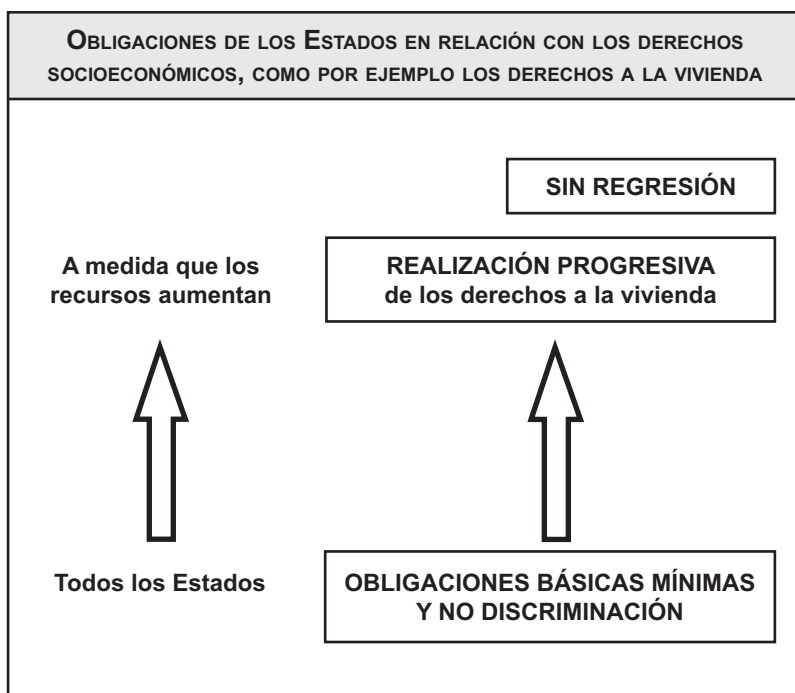 OBLIGACIONES DE LOS ESTADOS EN RELACIÓN CON LOS DERECHOS
SOCIOECONÓMICOS, COMO POR EJEMPLO LOS DERECHOS A LA VIVIENDA
SIN REGRESIÓN
A medida que los
recursos aumentan
REALIZACIÓN PROGRESIVA
de los derechos a la vivienda
Todos los Estados
OBLIGACIONES BÁSICAS MÍNIMAS
Y NO DISCRIMINACIÓN